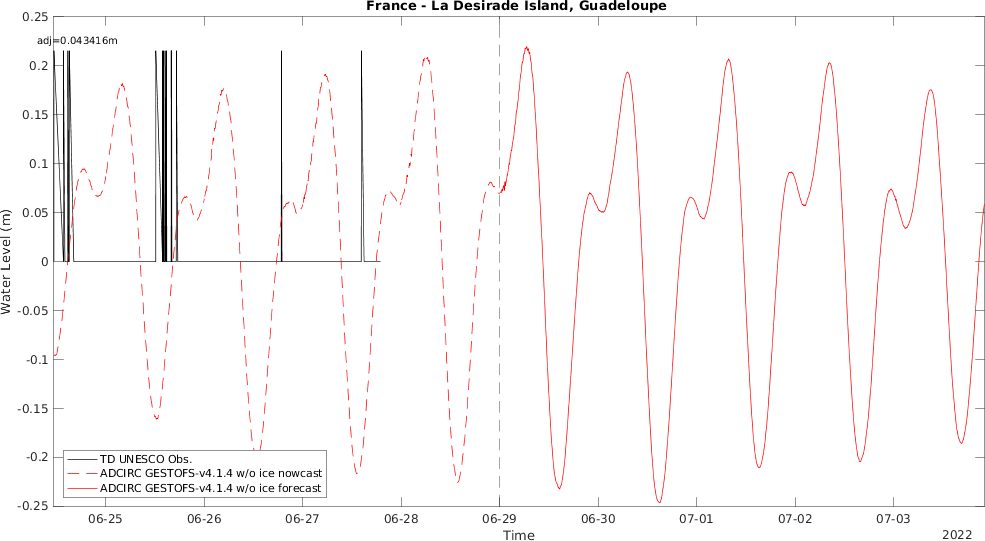 France - La Desirade Island, Guadeloupe
adj=0.043416m
0.25
0.2
0.15
0.1
0.05
0
-0.05
-0.1
-0.15
-0.2
-0.25
Water Level (m)
TD UNESCO Obs.
ADCIRC GESTOFS-v4.1.4 w/o ice nowcast
ADCIRC GESTOFS-v4.1.4 w/o ice forecast
06-25 06-26 06-27 06-28 06-29 06-30 07-01 07-02 07-03
Time
2022